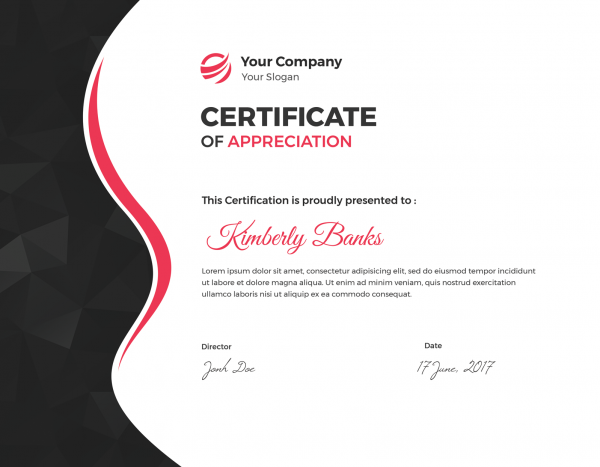 Your Company
Your Slogan
CERTIFICATE
OF APPRECIATION
This Certification is proudly presented to :
Kimberly Banks
Lorem ipsum dolor sit amet, consectetur adipisicing elit, sed do eiusmod tempor incididunt
ut labore et dolore magna aliqua. Ut enim ad minim veniam, quis nostrud exercitation
ullamco laboris nisi ut aliquip ex ea commodo consequat.
Director
Date
Jonh Doe
17 June, 2017